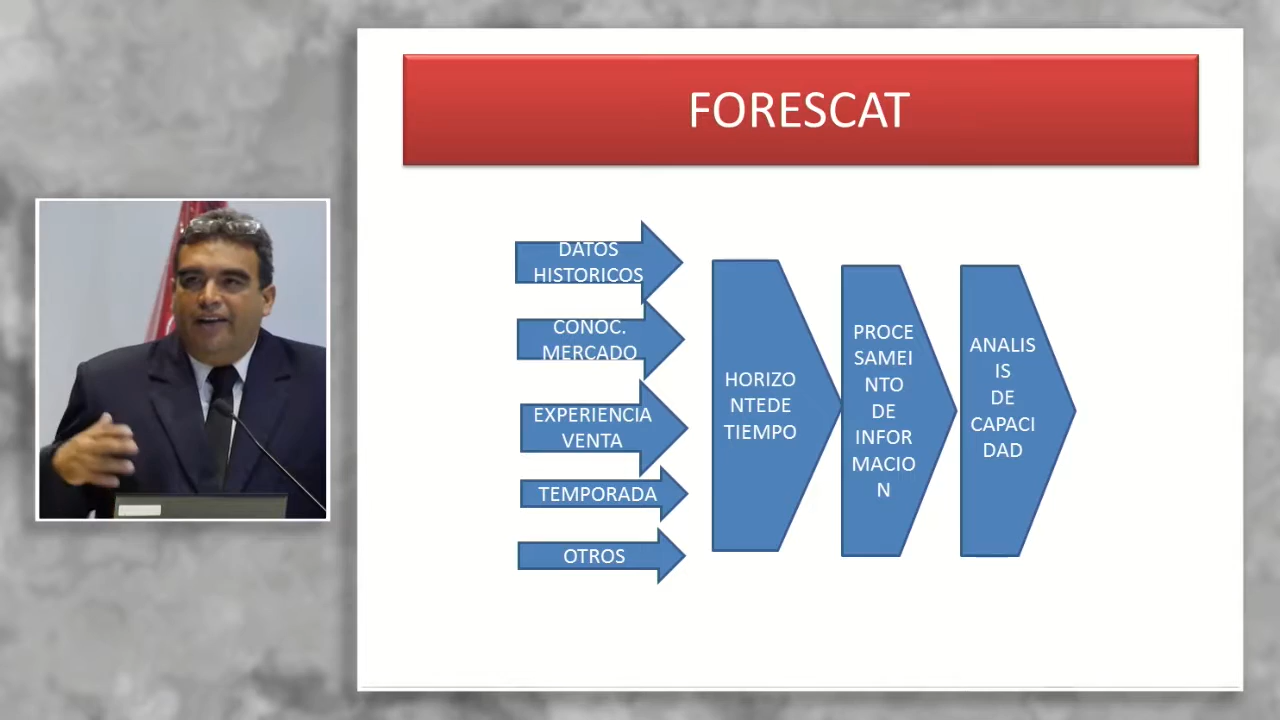 FORESCAT
DATOS
HISTORICOS
CONOC.
MERCADO
EXPERIENCIA
VENTA
TEMPORADA
OTROS
HORIZO
NTEDE
TIEMPO
PROCE
SAMEI
NTO
DE
INFOR
MACIO
N
ANALIS
IS
DE
CAPACI
DAD